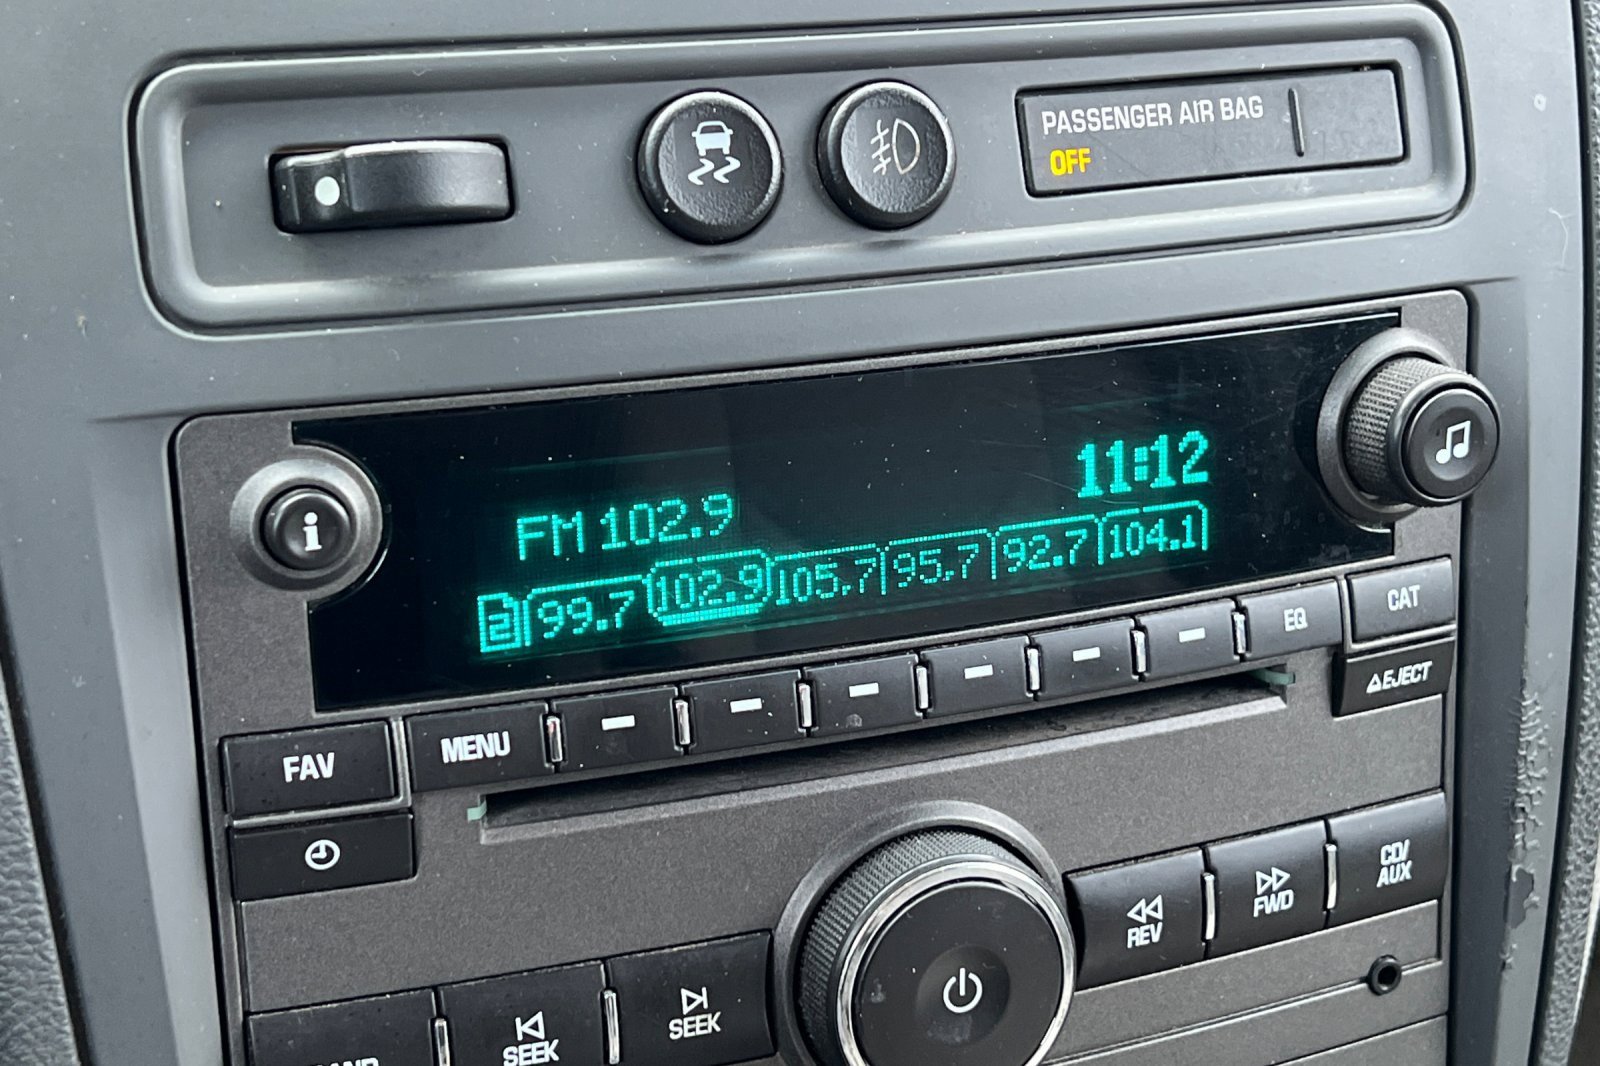 PASSENGER AIR BAG
OFF
11:12
FM 102.9
2 99.7 102.9 105.7 95.7 92.7 104.1
i
FAV MENU EQ CAT
EJECT
REV FWD CD/AUX
SEEK SEEK